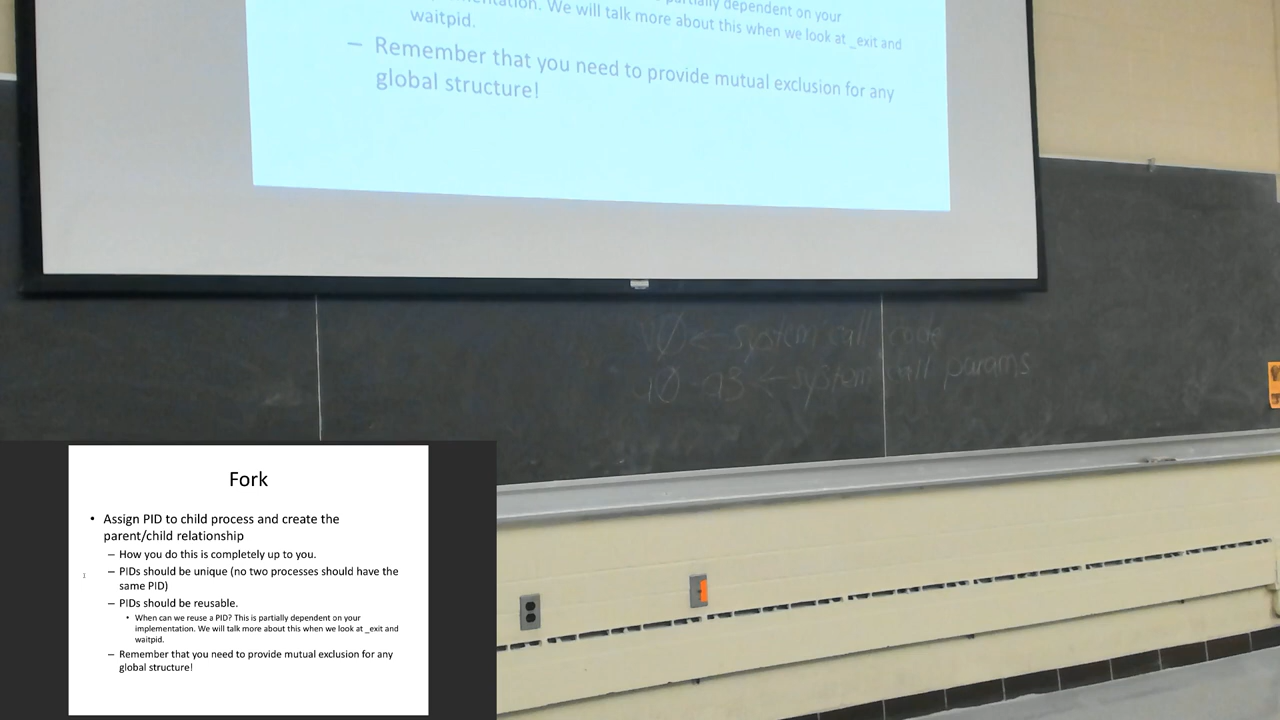 partially dependent on your
We will talk more about this when we look at _exit and
waitpid.
– Remember that you need to provide mutual exclusion for any
global structure!
v0 ← system call code
a0-a3 ← system call params
Fork
• Assign PID to child process and create the
parent/child relationship
– How you do this is completely up to you.
– PIDs should be unique (no two processes should have the
same PID)
– PIDs should be reusable.
• When can we reuse a PID? This is partially dependent on your
implementation. We will talk more about this when we look at _exit and
waitpid.
– Remember that you need to provide mutual exclusion for any
global structure!